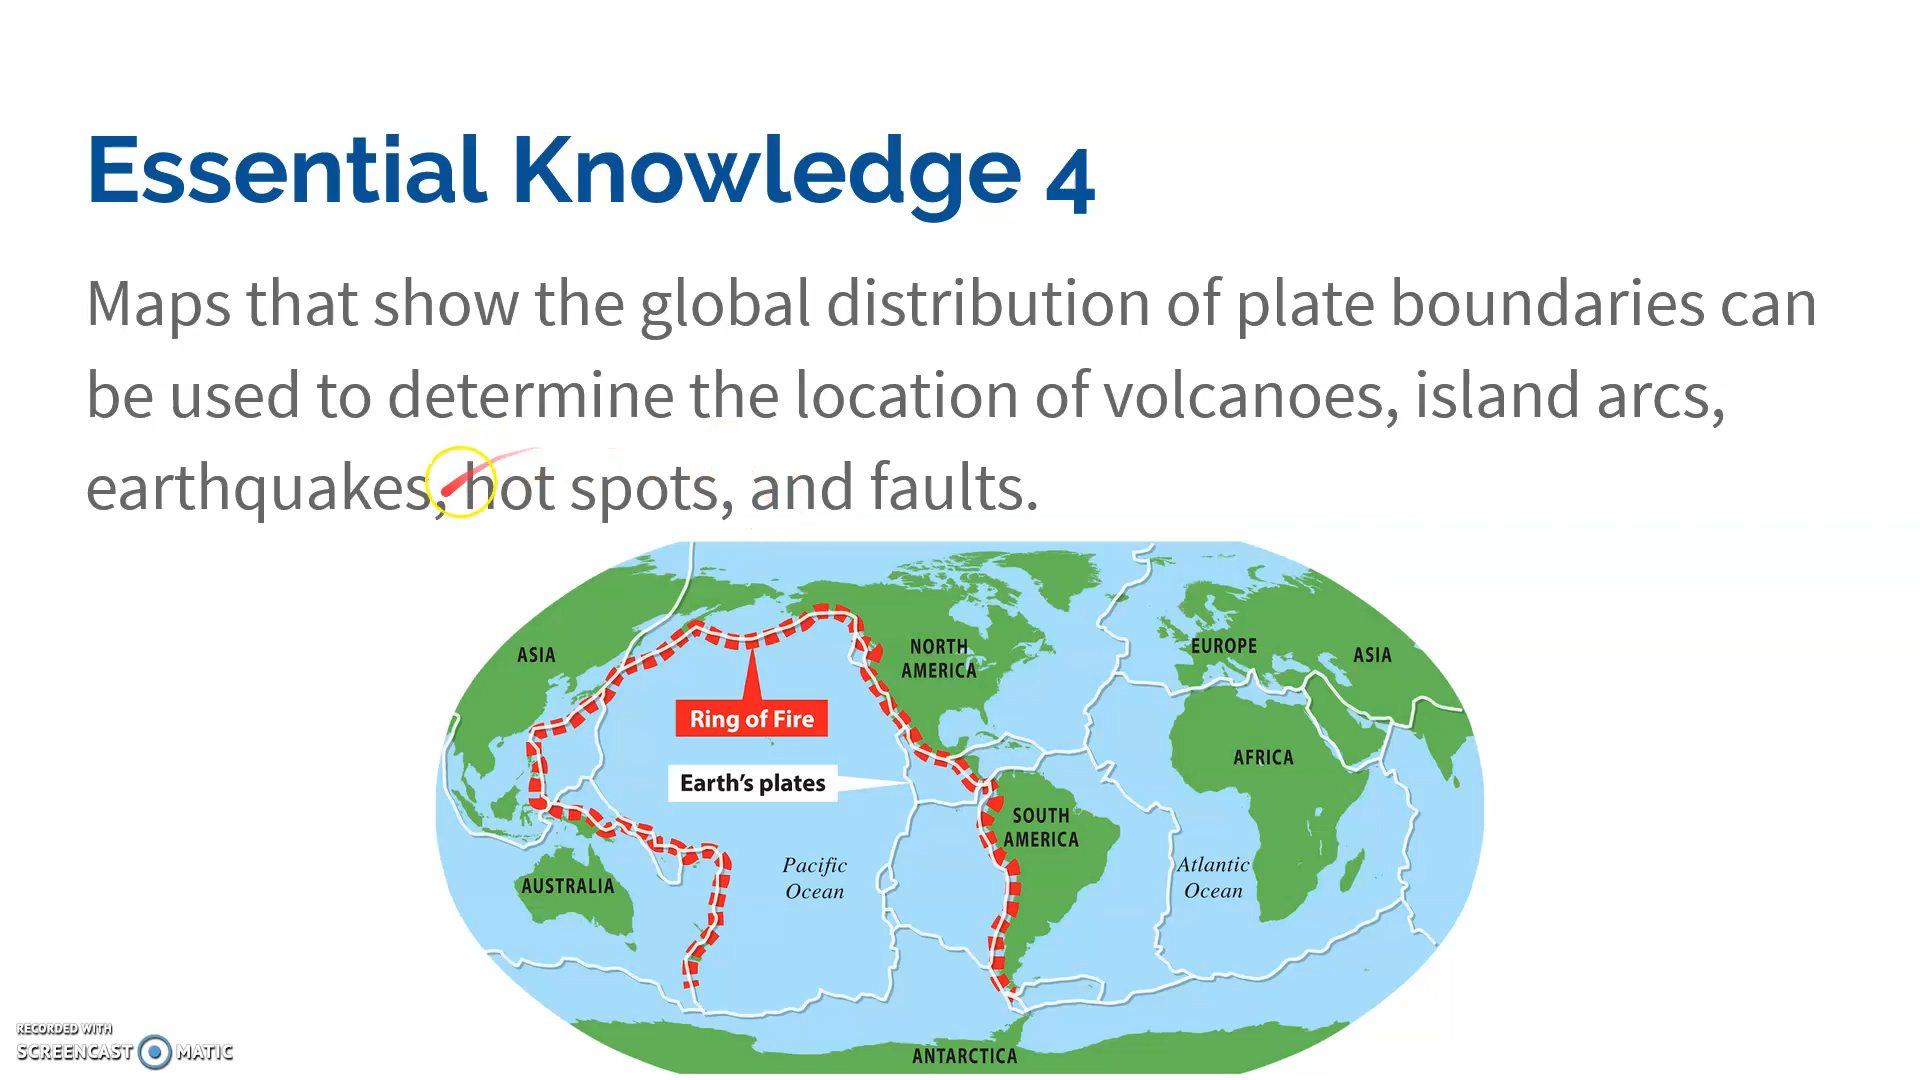 Essential Knowledge 4
Maps that show the global distribution of plate boundaries can
be used to determine the location of volcanoes, island arcs,
earthquakes, hot spots, and faults.
ASIA
NORTH
AMERICA
EUROPE
ASIA
Ring of Fire
Earth's plates
AFRICA
SOUTH
AMERICA
Pacific
Ocean
Atlantic
Ocean
AUSTRALIA
ANTARCTICA
RECORDED WITH
SCREENCAST MATIC